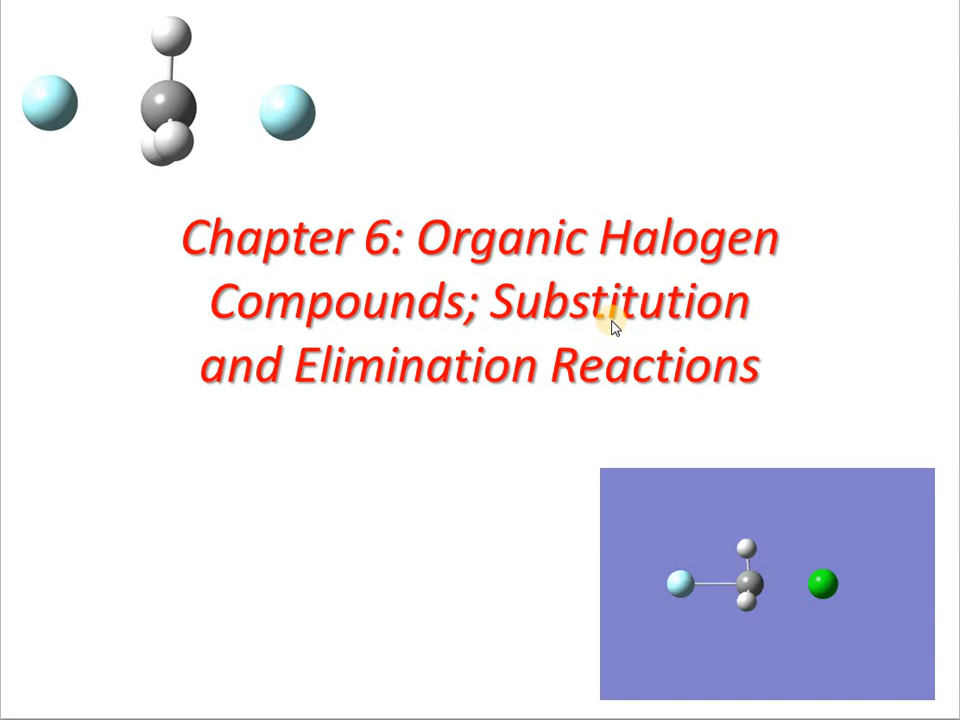 Chapter 6: Organic Halogen
Compounds; Substitution
and Elimination Reactions